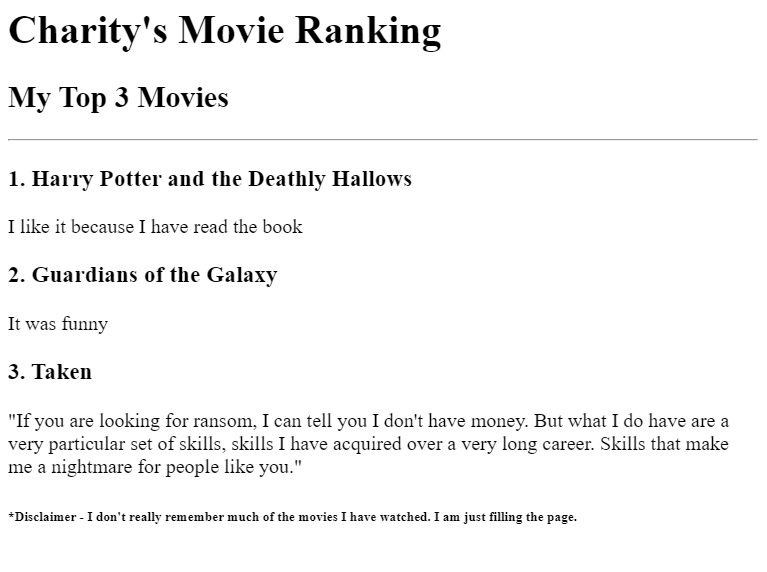 Charity's Movie Ranking
My Top 3 Movies
1. Harry Potter and the Deathly Hallows
I like it because I have read the book
2. Guardians of the Galaxy
It was funny
3. Taken
"If you are looking for ransom, I can tell you I don't have money. But what I do have are a
very particular set of skills, skills I have acquired over a very long career. Skills that make
me a nightmare for people like you."
*Disclaimer - I don't really remember much of the movies I have watched. I am just filling the page.